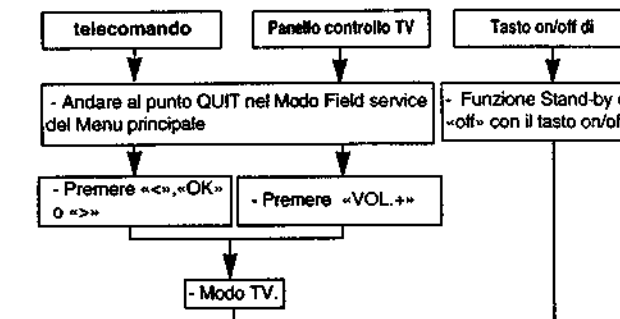 telecomando
Panello controllo TV
Tasto on/off di
- Andare al punto QUIT nel Modo Field service
del Menu principale
- Funzione Stand-by
«off» con il tasto on/of
- Premere «<»,«OK»
o «>»
- Premere «VOL.+»
- Modo TV.